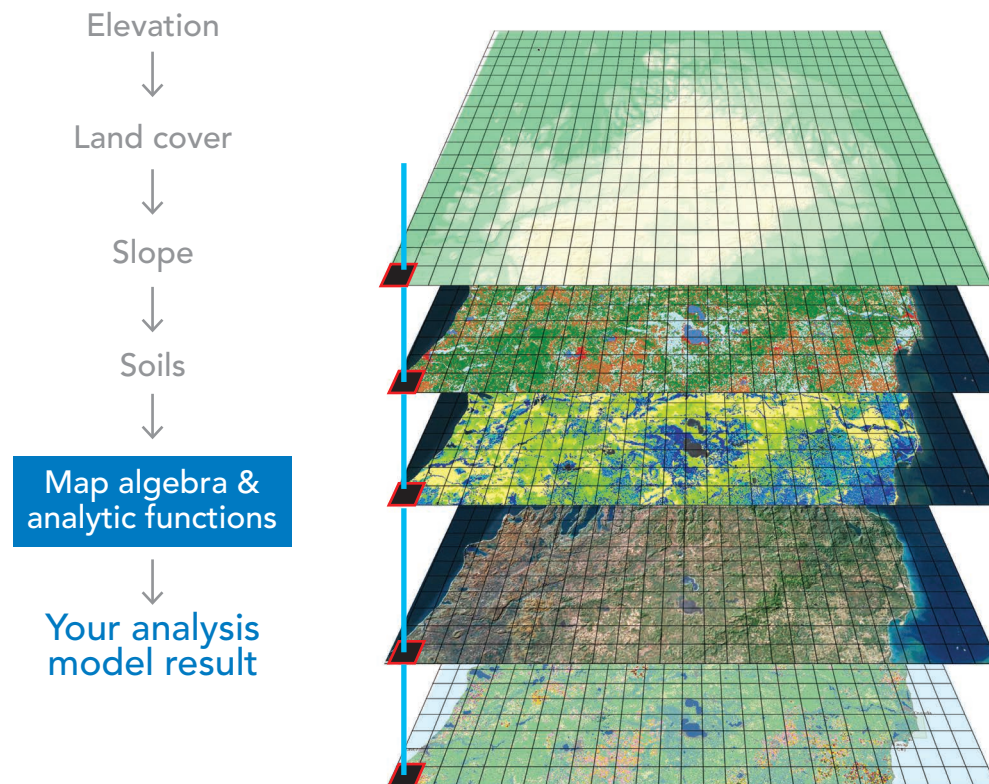 Elevation
Land cover
Slope
Soils
Map algebra &
analytic functions
Your analysis
model result